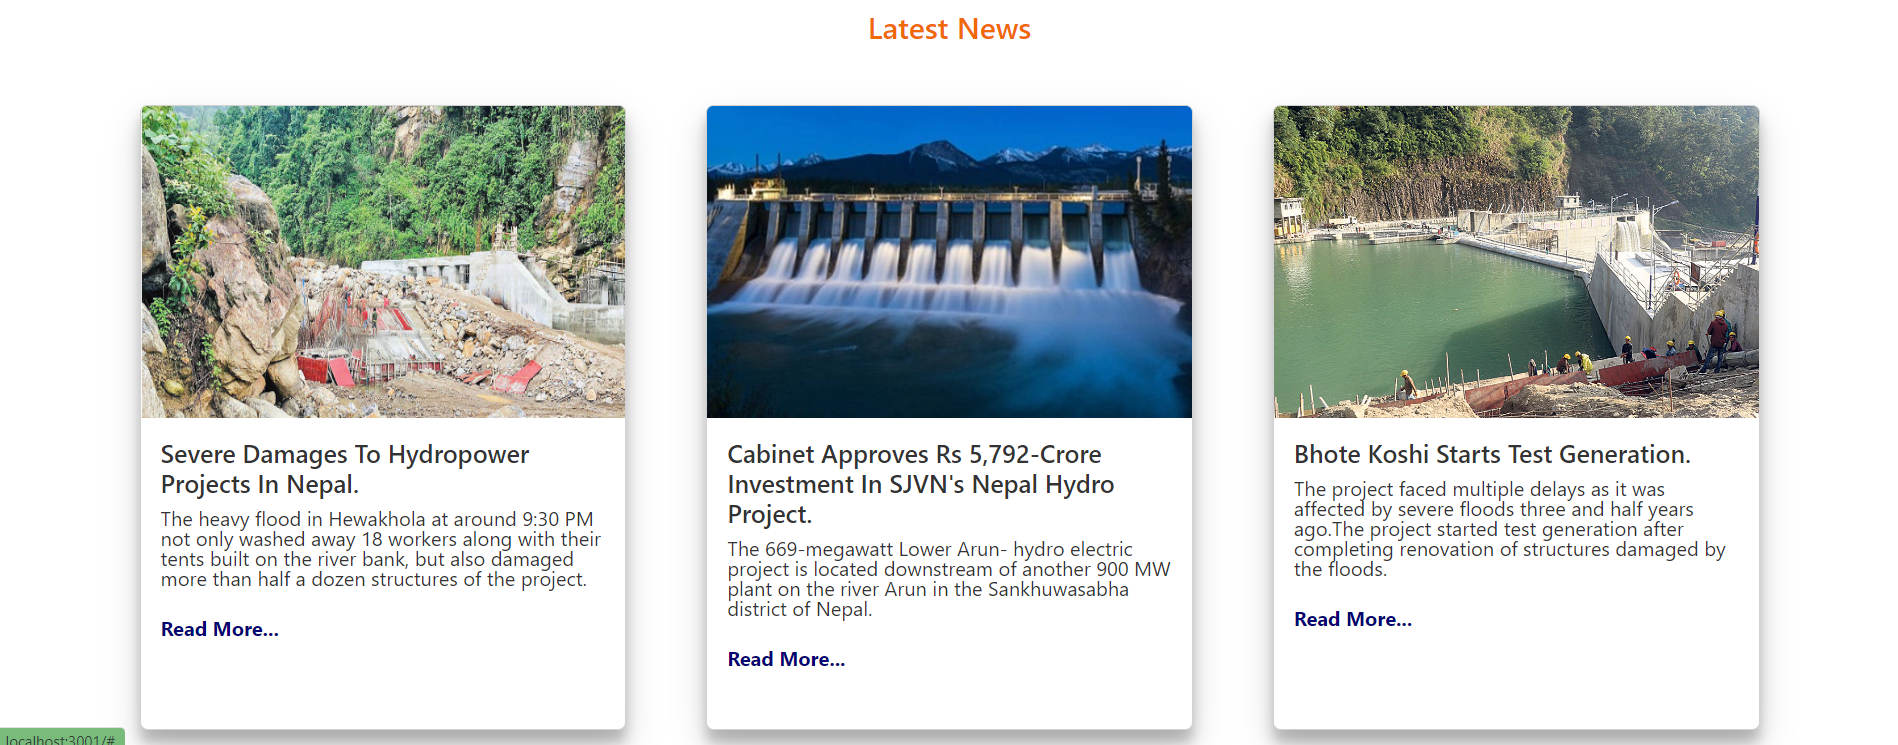 Latest News
Severe Damages To Hydropower
Projects In Nepal.
The heavy flood in Hewakhola at around 9:30 PM
not only washed away 18 workers along with their
tents built on the river bank, but also damaged
more than half a dozen structures of the project.
Read More...
Cabinet Approves Rs 5,792-Crore
Investment In SJVN's Nepal Hydro
Project.
The 669-megawatt Lower Arun- hydro electric
project is located downstream of another 900 MW
plant on the river Arun in the Sankhuwasabha
district of Nepal.
Read More...
Bhote Koshi Starts Test Generation.
The project faced multiple delays as it was
affected by severe floods three and half years
ago.The project started test generation after
completing renovation of structures damaged by
the floods.
Read More...
localhost:3001/#